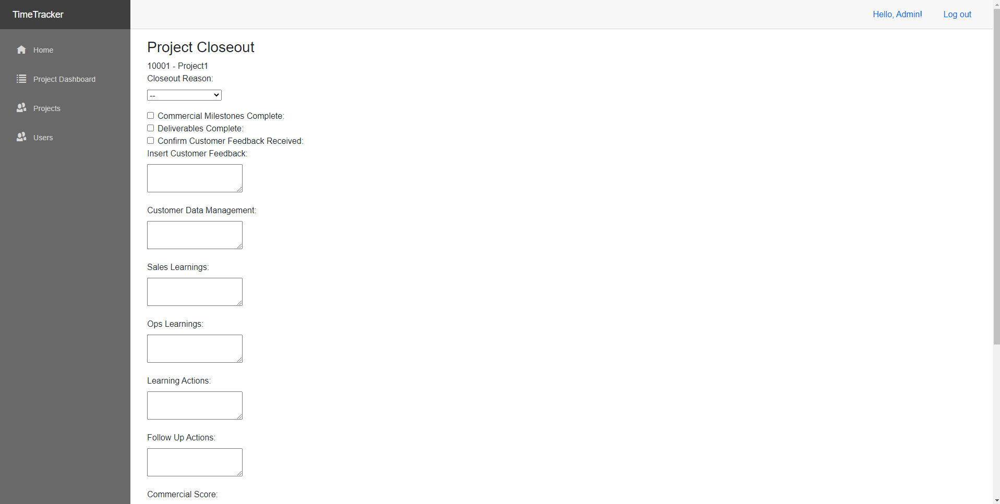 TimeTracker
Hello, Admin!
Log out
Home
Project Dashboard
Projects
Users
Project Closeout
10001 - Project1
Closeout Reason:
--
Commercial Milestones Complete:
Deliverables Complete:
Confirm Customer Feedback Received:
Insert Customer Feedback:
Customer Data Management:
Sales Learnings:
Ops Learnings:
Learning Actions:
Follow Up Actions:
Commercial Score: